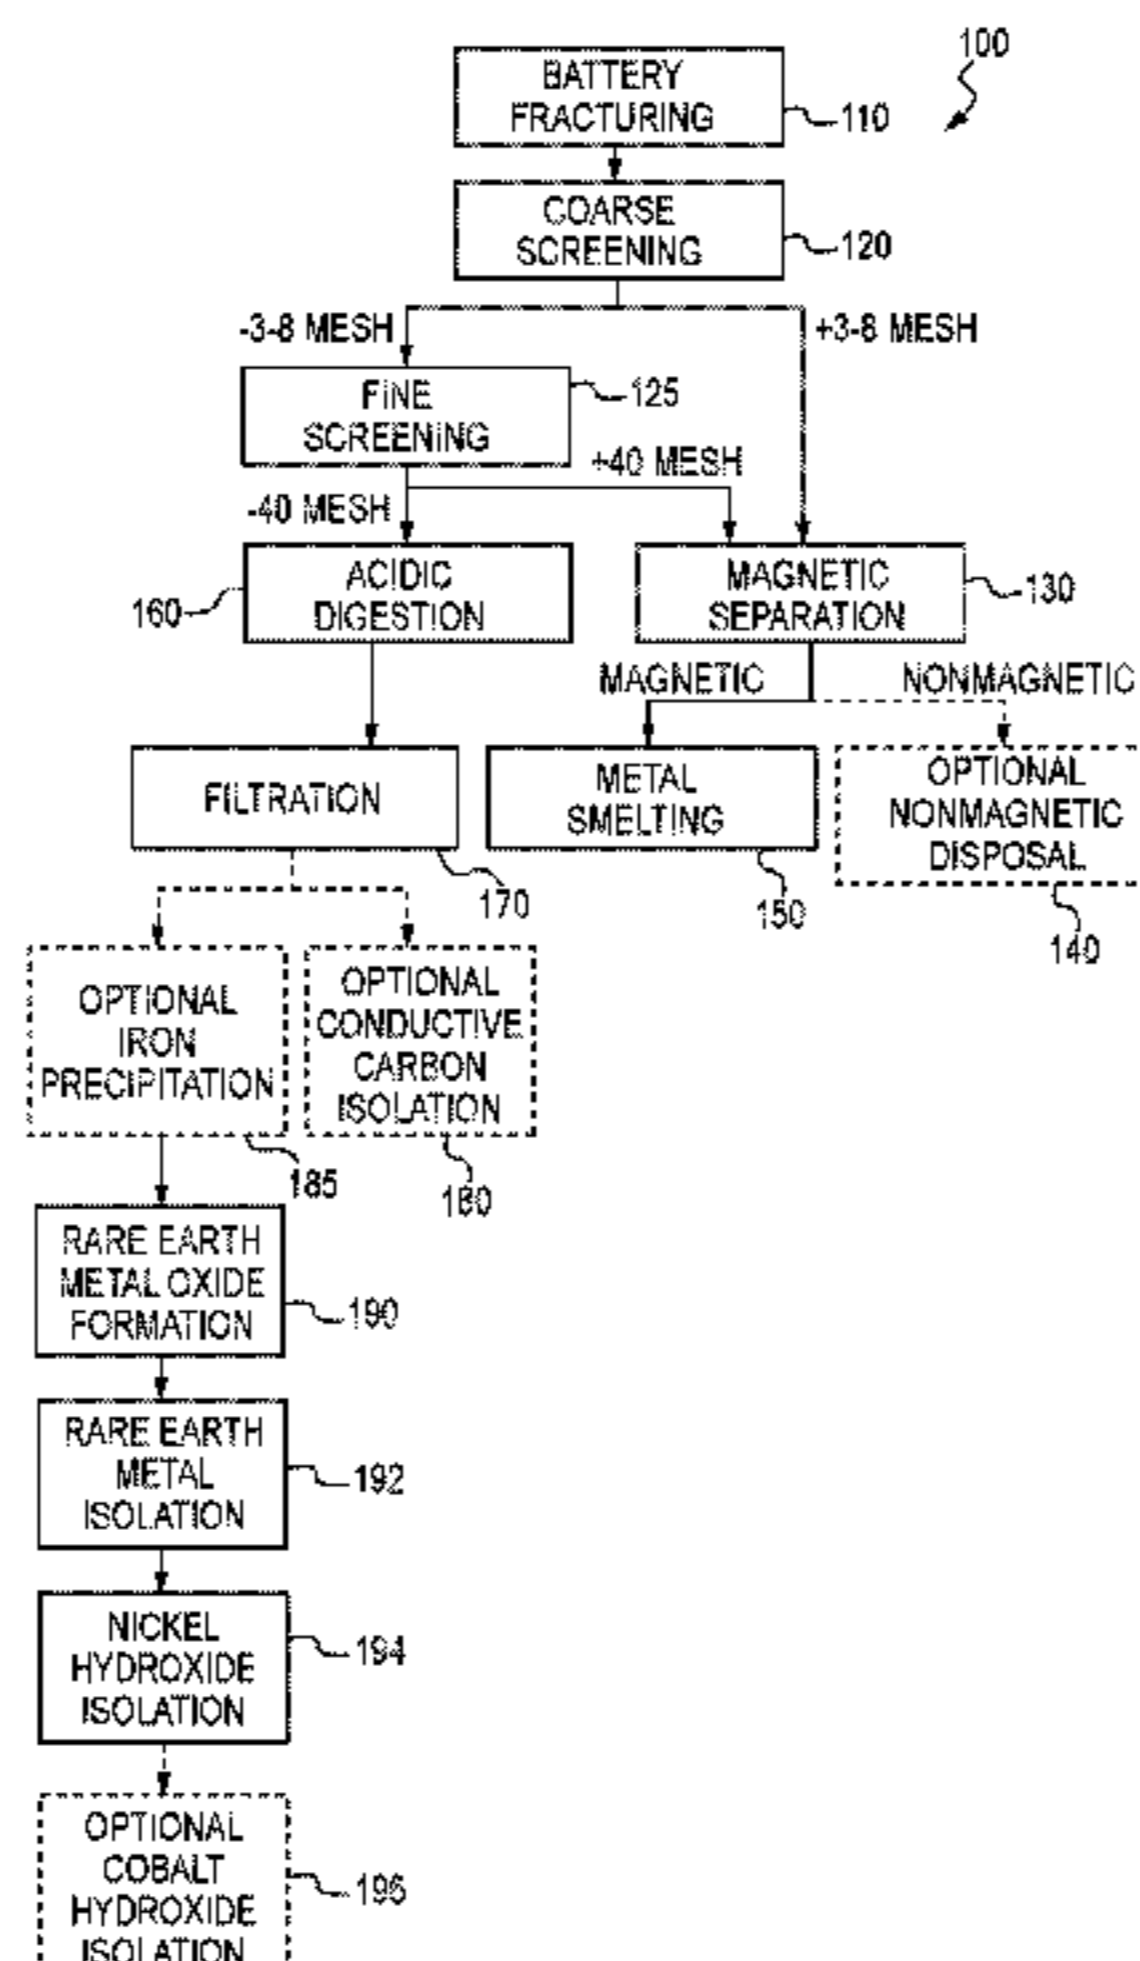 100
BATTERY
FRACTURING
110
COARSE
SCREENING
120
-3-8 MESH
+3-8 MESH
FINE
SCREENING
125
+40 MESH
-40 MESH
ACIDIC
DIGESTION
160
MAGNETIC
SEPARATION
130
MAGNETIC
NONMAGNETIC
FILTRATION
170
METAL
SMELTING
150
OPTIONAL
NONMAGNETIC
DISPOSAL
140
OPTIONAL
IRON
PRECIPITATION
185
OPTIONAL
CONDUCTIVE
CARBON
ISOLATION
180
RARE EARTH
METAL OXIDE
FORMATION
190
RARE EARTH
METAL
ISOLATION
192
NICKEL
HYDROXIDE
ISOLATION
194
OPTIONAL
COBALT
HYDROXIDE
ISOLATION
196